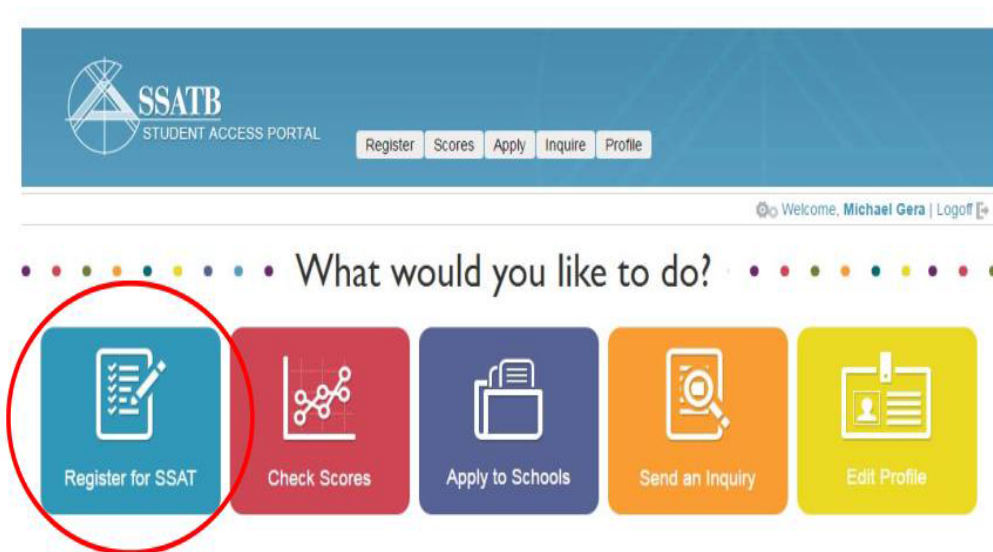 SSATB
STUDENT ACCESS PORTAL
Register Scores Apply Inquire Profile
Welcome, Michael Gera | Logoff
What would you like to do?
Register for SSAT
Check Scores
Apply to Schools
Send an Inquiry
Edit Profile